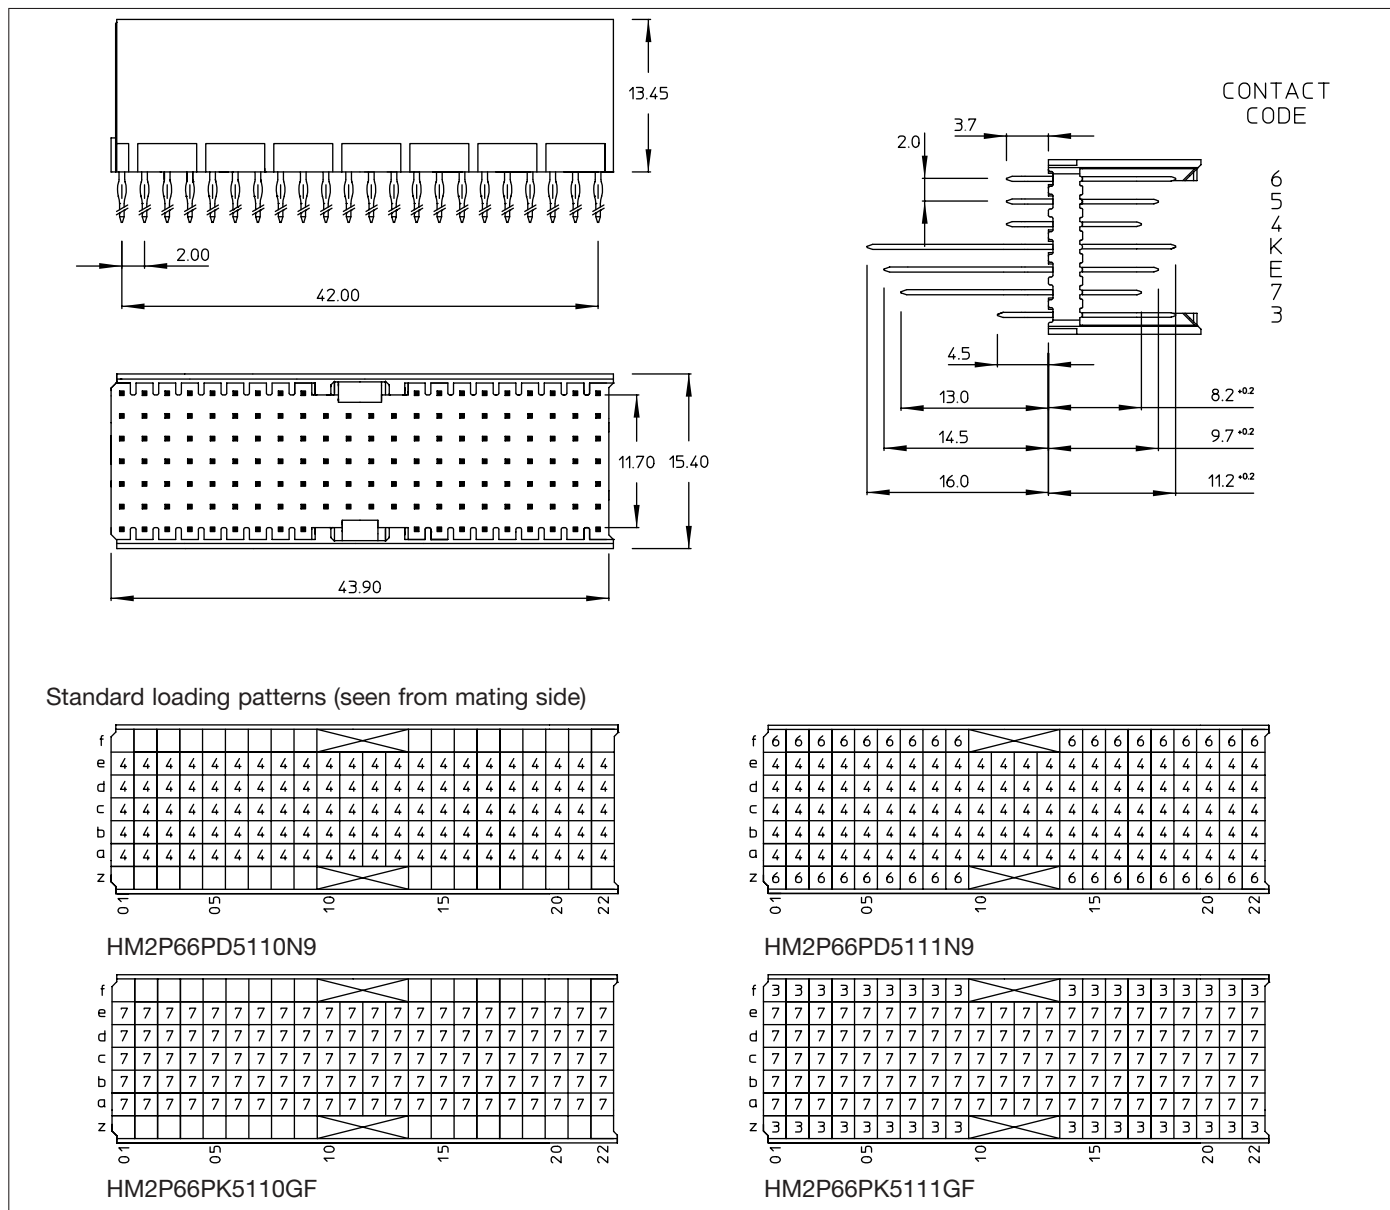 13.45
2.00
42.00
11.70
15.40
43.90
CONTACT
CODE
3.7
2.0
6
5
4
K
E
7
3
4.5
13.0 8.2 +0.2
14.5 9.7 +0.2
16.0 11.2 +0.2
Standard loading patterns (seen from mating side)
f
e 4 4 4 4 4 4 4 4 4 4 4 4 4 4 4 4 4 4 4 4 4 4
d 4 4 4 4 4 4 4 4 4 4 4 4 4 4 4 4 4 4 4 4 4 4
c 4 4 4 4 4 4 4 4 4 4 4 4 4 4 4 4 4 4 4 4 4 4
b 4 4 4 4 4 4 4 4 4 4 4 4 4 4 4 4 4 4 4 4 4 4
a 4 4 4 4 4 4 4 4 4 4 4 4 4 4 4 4 4 4 4 4 4 4
z
01 05 10 15 20 22
HM2P66PD5110N9
f 6 6 6 6 6 6 6 6 6 6 6 6 6 6 6 6 6 6
e 4 4 4 4 4 4 4 4 4 4 4 4 4 4 4 4 4 4 4 4 4 4
d 4 4 4 4 4 4 4 4 4 4 4 4 4 4 4 4 4 4 4 4 4 4
c 4 4 4 4 4 4 4 4 4 4 4 4 4 4 4 4 4 4 4 4 4 4
b 4 4 4 4 4 4 4 4 4 4 4 4 4 4 4 4 4 4 4 4 4 4
a 4 4 4 4 4 4 4 4 4 4 4 4 4 4 4 4 4 4 4 4 4 4
z 6 6 6 6 6 6 6 6 6 6 6 6 6 6 6 6 6 6
01 05 10 15 20 22
HM2P66PD5111N9
f
e 7 7 7 7 7 7 7 7 7 7 7 7 7 7 7 7 7 7 7 7 7 7
d 7 7 7 7 7 7 7 7 7 7 7 7 7 7 7 7 7 7 7 7 7 7
c 7 7 7 7 7 7 7 7 7 7 7 7 7 7 7 7 7 7 7 7 7 7
b 7 7 7 7 7 7 7 7 7 7 7 7 7 7 7 7 7 7 7 7 7 7
a 7 7 7 7 7 7 7 7 7 7 7 7 7 7 7 7 7 7 7 7 7 7
z
01 05 10 15 20 22
HM2P66PK5110GF
f 3 3 3 3 3 3 3 3 3 3 3 3 3 3 3 3 3 3
e 7 7 7 7 7 7 7 7 7 7 7 7 7 7 7 7 7 7 7 7 7 7
d 7 7 7 7 7 7 7 7 7 7 7 7 7 7 7 7 7 7 7 7 7 7
c 7 7 7 7 7 7 7 7 7 7 7 7 7 7 7 7 7 7 7 7 7 7
b 7 7 7 7 7 7 7 7 7 7 7 7 7 7 7 7 7 7 7 7 7 7
a 7 7 7 7 7 7 7 7 7 7 7 7 7 7 7 7 7 7 7 7 7 7
z 3 3 3 3 3 3 3 3 3 3 3 3 3 3 3 3 3 3
01 05 10 15 20 22
HM2P66PK5111GF